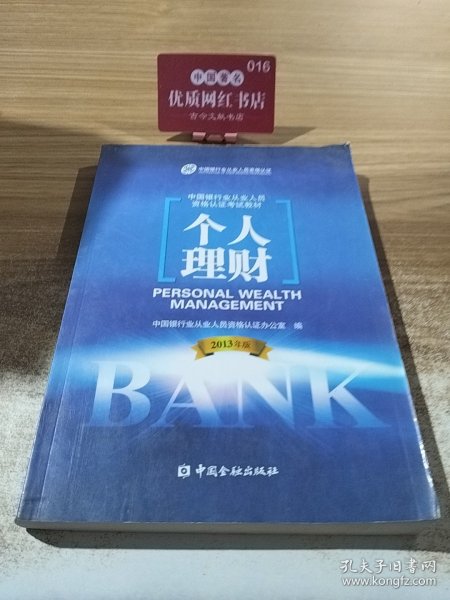 016
中国著名
优质网红书店
古今文献书店
中国银行业从业人员资格认证
中国银行业从业人员
资格认证考试教材
个人
理财
PERSONAL WEALTH
MANAGEMENT
中国银行业从业人员资格认证办公室 编
2013年版
BANK
中国金融出版社
孔夫子旧书网
www.kongfz.com